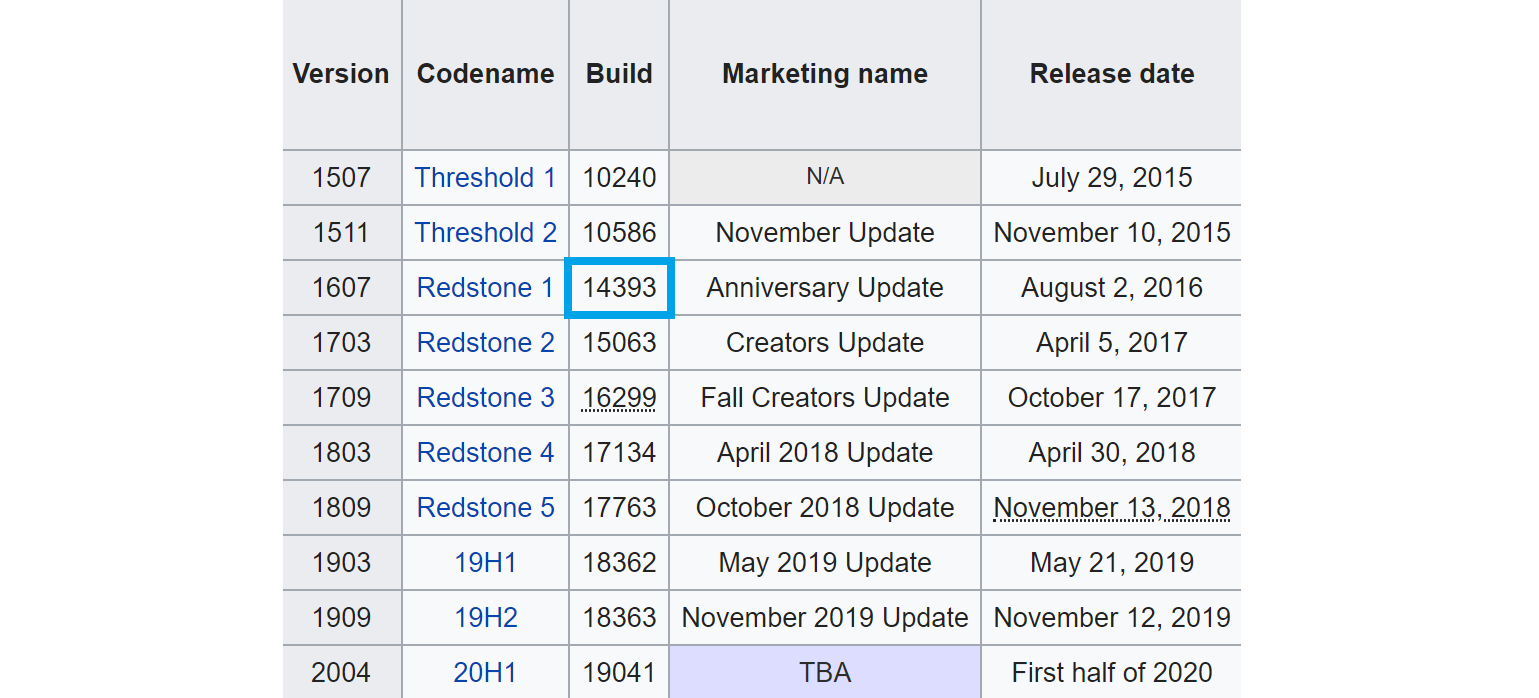 Version Codename Build Marketing name Release date
1507 Threshold 1 10240 N/A July 29, 2015
1511 Threshold 2 10586 November Update November 10, 2015
1607 Redstone 1 14393 Anniversary Update August 2, 2016
1703 Redstone 2 15063 Creators Update April 5, 2017
1709 Redstone 3 16299 Fall Creators Update October 17, 2017
1803 Redstone 4 17134 April 2018 Update April 30, 2018
1809 Redstone 5 17763 October 2018 Update November 13, 2018
1903 19H1 18362 May 2019 Update May 21, 2019
1909 19H2 18363 November 2019 Update November 12, 2019
2004 20H1 19041 TBA First half of 2020